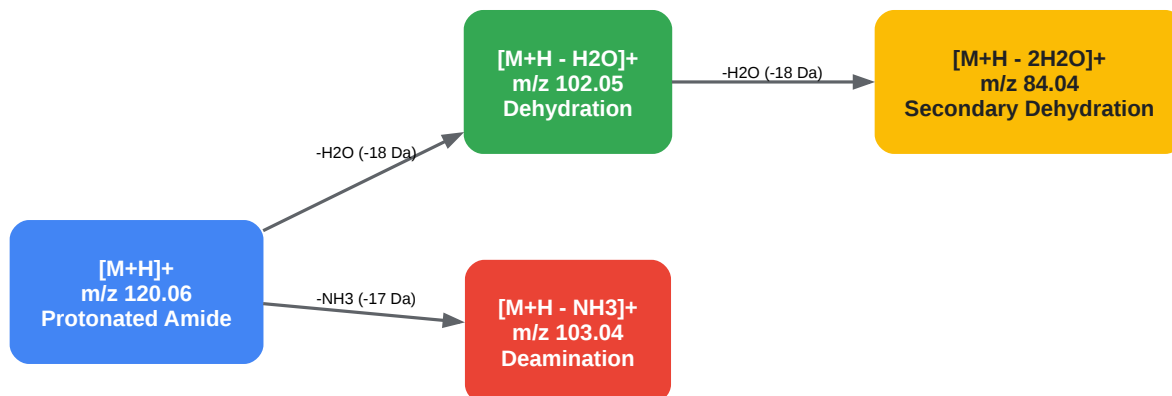 [M+H - H2O]+
m/z 102.05
Dehydration
-H2O (-18 Da)
[M+H - 2H2O]+
m/z 84.04
Secondary Dehydration
-H2O (-18 Da)
[M+H]+
m/z 120.06
Protonated Amide
-NH3 (-17 Da)
[M+H - NH3]+
m/z 103.04
Deamination